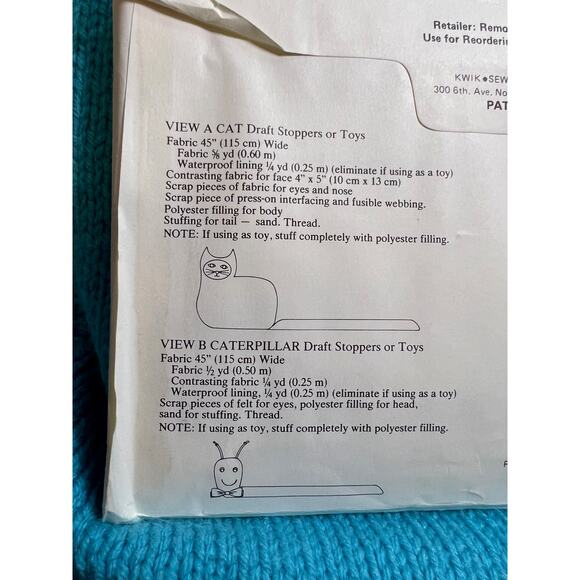 Retailer: Remo
Use for Reorderin
KWIK•SEW
300 6th. Ave, No
PAT
VIEW A CAT Draft Stoppers or Toys
Fabric 45" (115 cm) Wide
Fabric ⅝ yd (0.60 m)
Waterproof lining ¼ yd (0.25 m) (eliminate if using as a toy)
Contrasting fabric for face 4" x 5" (10 cm x 13 cm)
Scrap pieces of fabric for eyes and nose
Scrap piece of press-on interfacing and fusible webbing.
Polyester filling for body
Stuffing for tail — sand. Thread.
NOTE: If using as toy, stuff completely with polyester filling.
VIEW B CATERPILLAR Draft Stoppers or Toys
Fabric 45" (115 cm) Wide
Fabric ½ yd (0.50 m)
Contrasting fabric ¼ yd (0.25 m)
Waterproof lining, ¼ yd (0.25 m) (eliminate if using as a toy)
Scrap pieces of felt for eyes, polyester filling for head,
sand for stuffing. Thread.
NOTE: If using as toy, stuff completely with polyester filling.